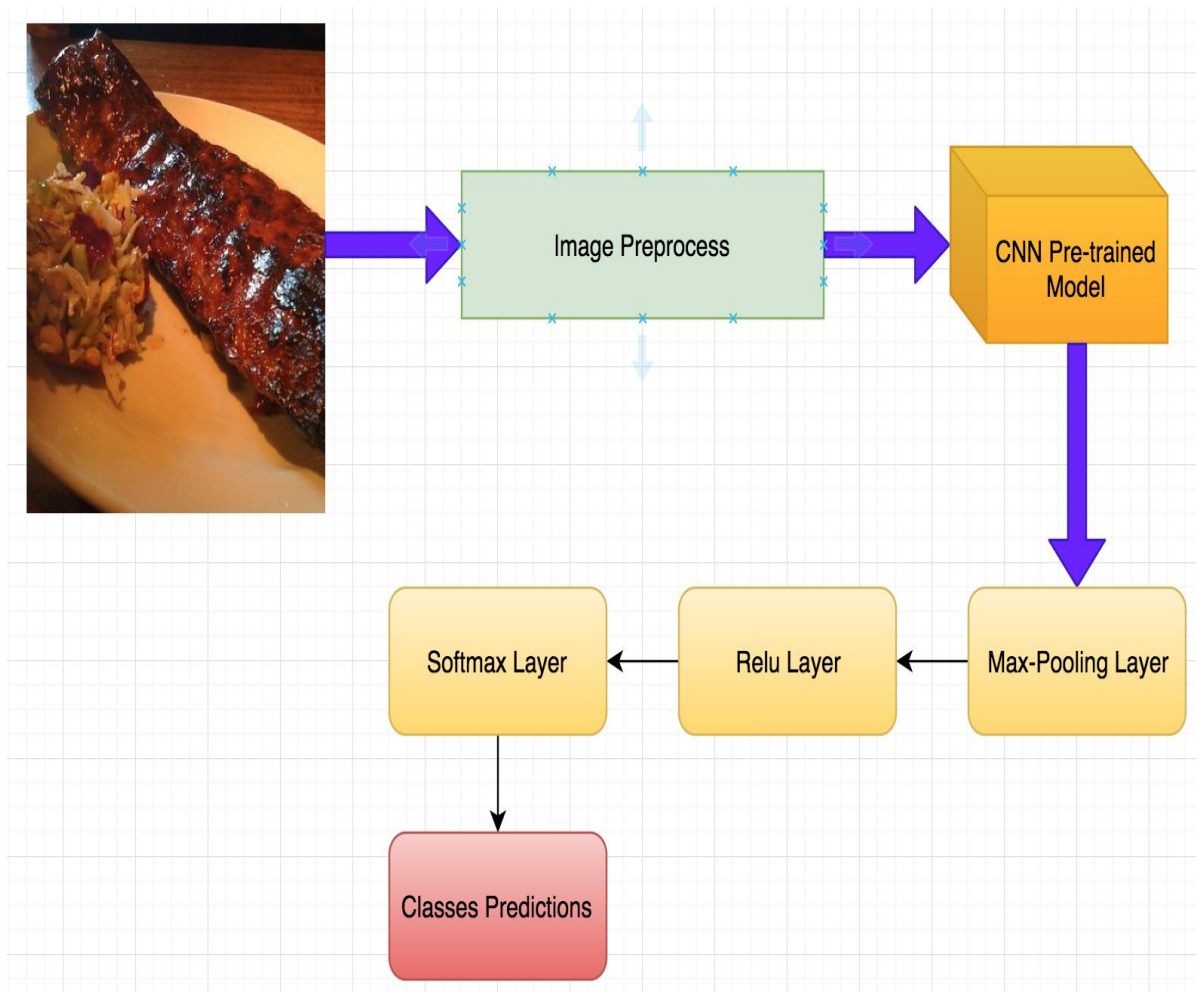 Image Preprocess
CNN Pre-trained
Model
Max-Pooling Layer
Relu Layer
Softmax Layer
Classes Predictions